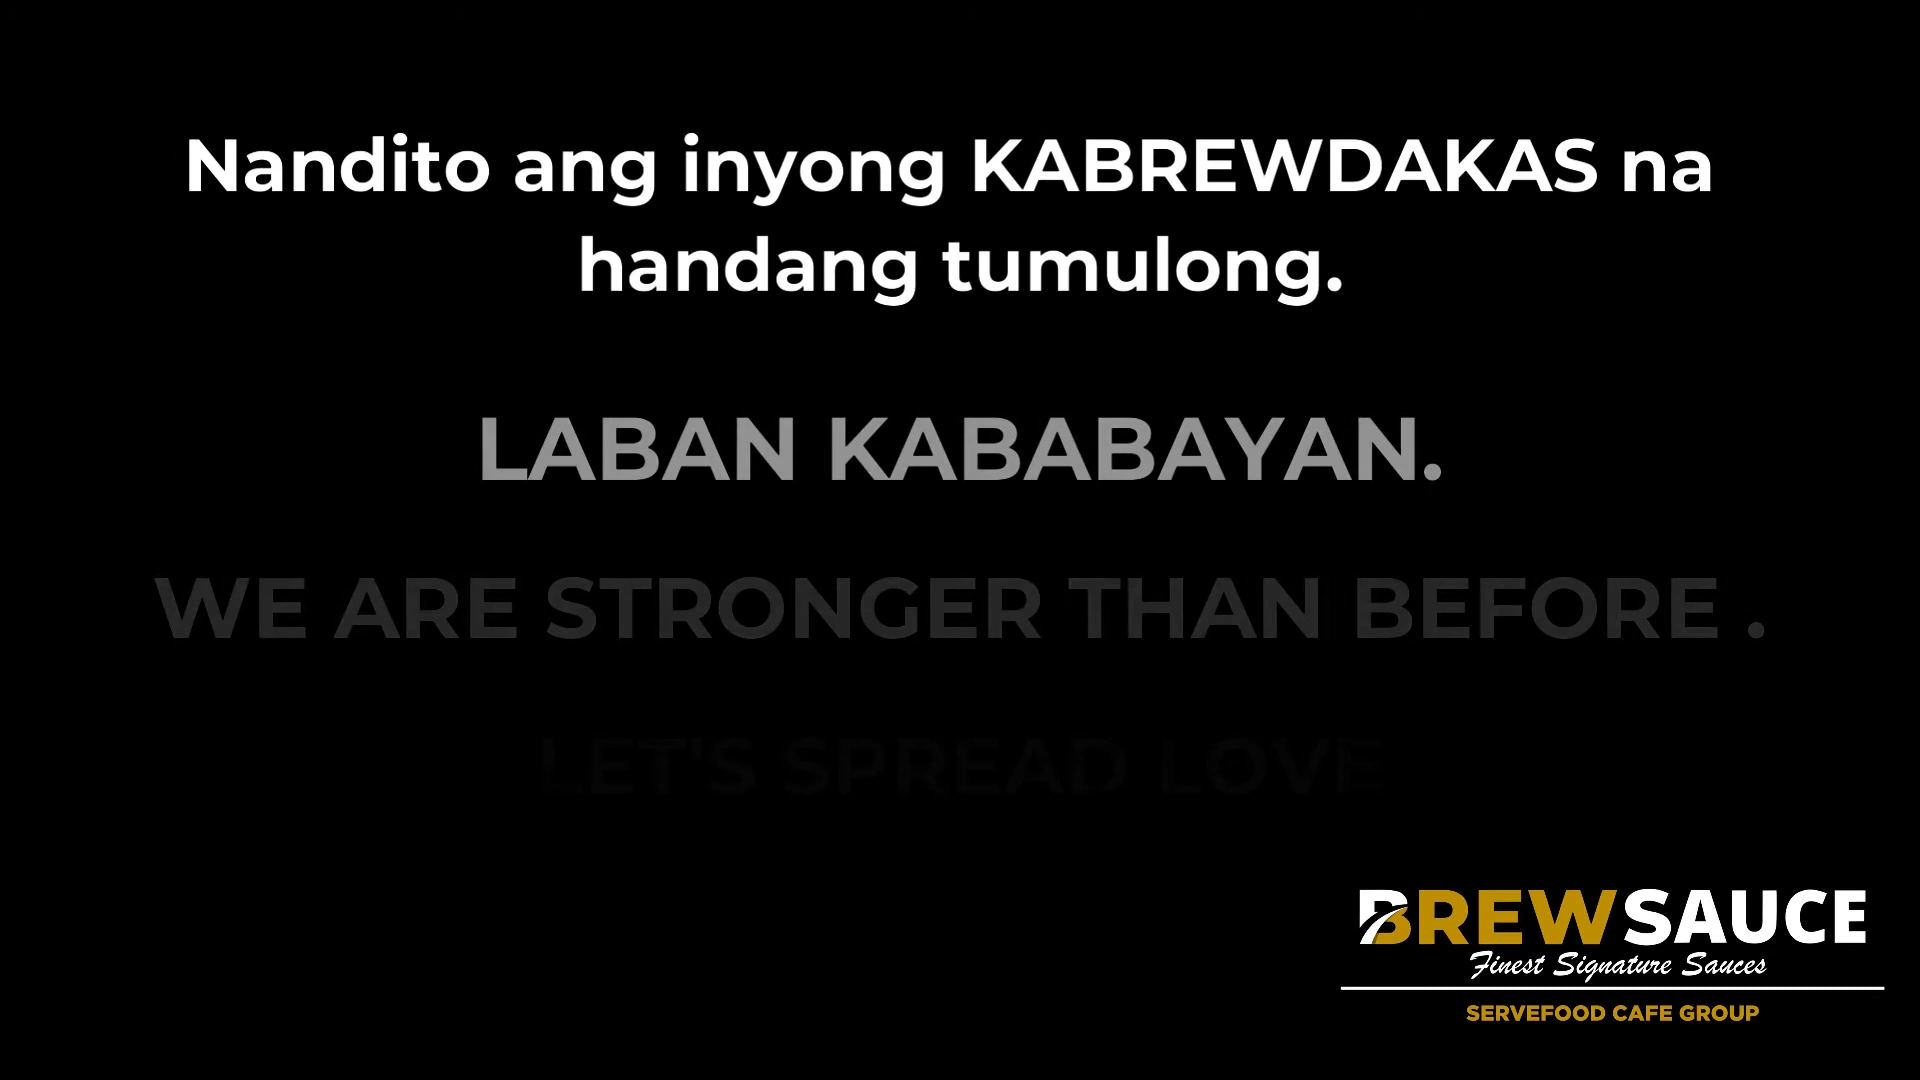 Nandito ang inyong KABREWDAKAS na
handang tumulong.
LABAN KABABAYAN.
WE ARE STRONGER THAN BEFORE .
LET'S SPREAD LOVE
BREWSAUCE
Finest Signature Sauces
SERVEFOOD CAFE GROUP